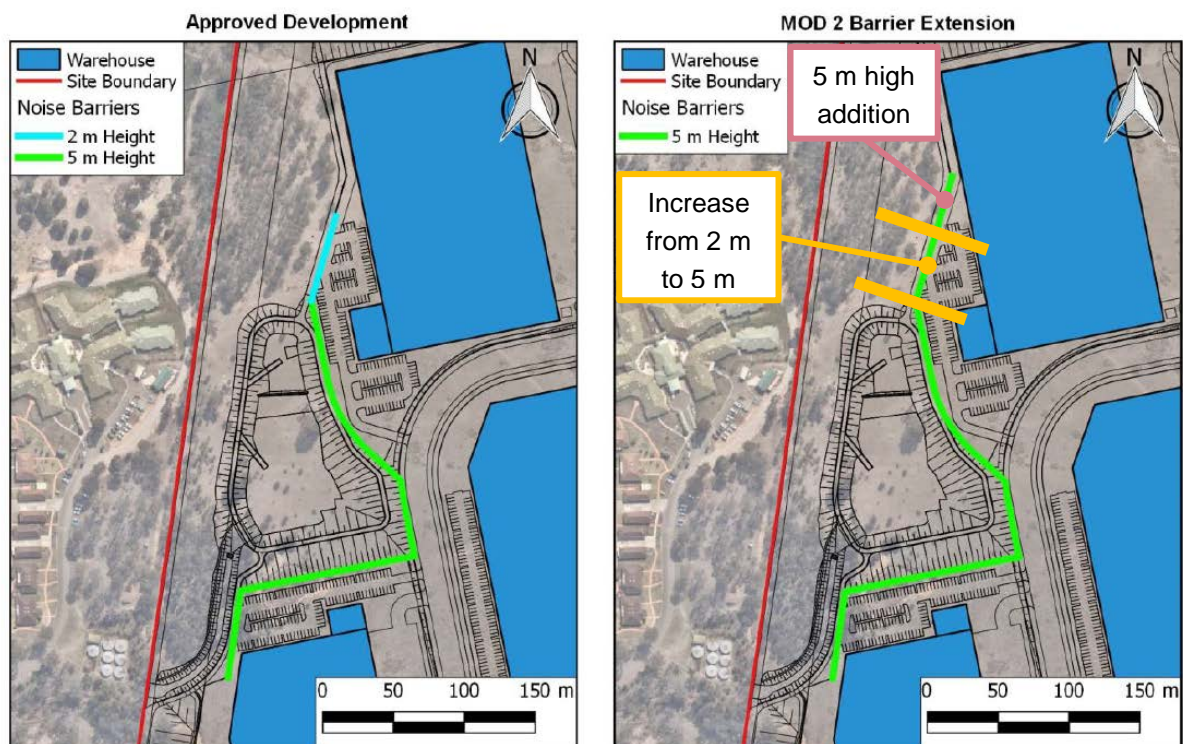 Approved Development
Warehouse
Site Boundary
Noise Barriers
2 m Height
5 m Height
N
0 50 100 150 m
MOD 2 Barrier Extension
Warehouse
Site Boundary
Noise Barriers
5 m Height
5 m high
addition
N
Increase
from 2 m
to 5 m
0 50 100 150 m